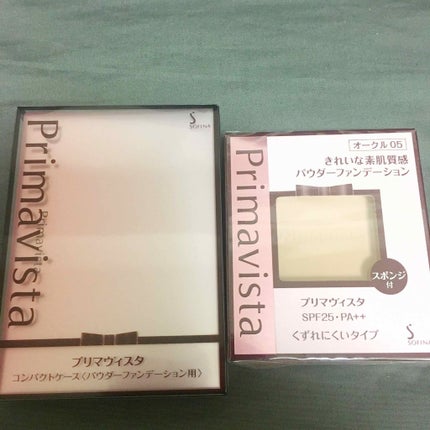 S
SOFINA
Primavista
プリマヴィスタ
コンパクトケース〈パウダーファンデーション用〉
オークル05
きれいな素肌質感
パウダーファンデーション
Primavista
スポンジ
付
プリマヴィスタ
SPF25・PA++
くずれにくいタイプ
S
SOFINA